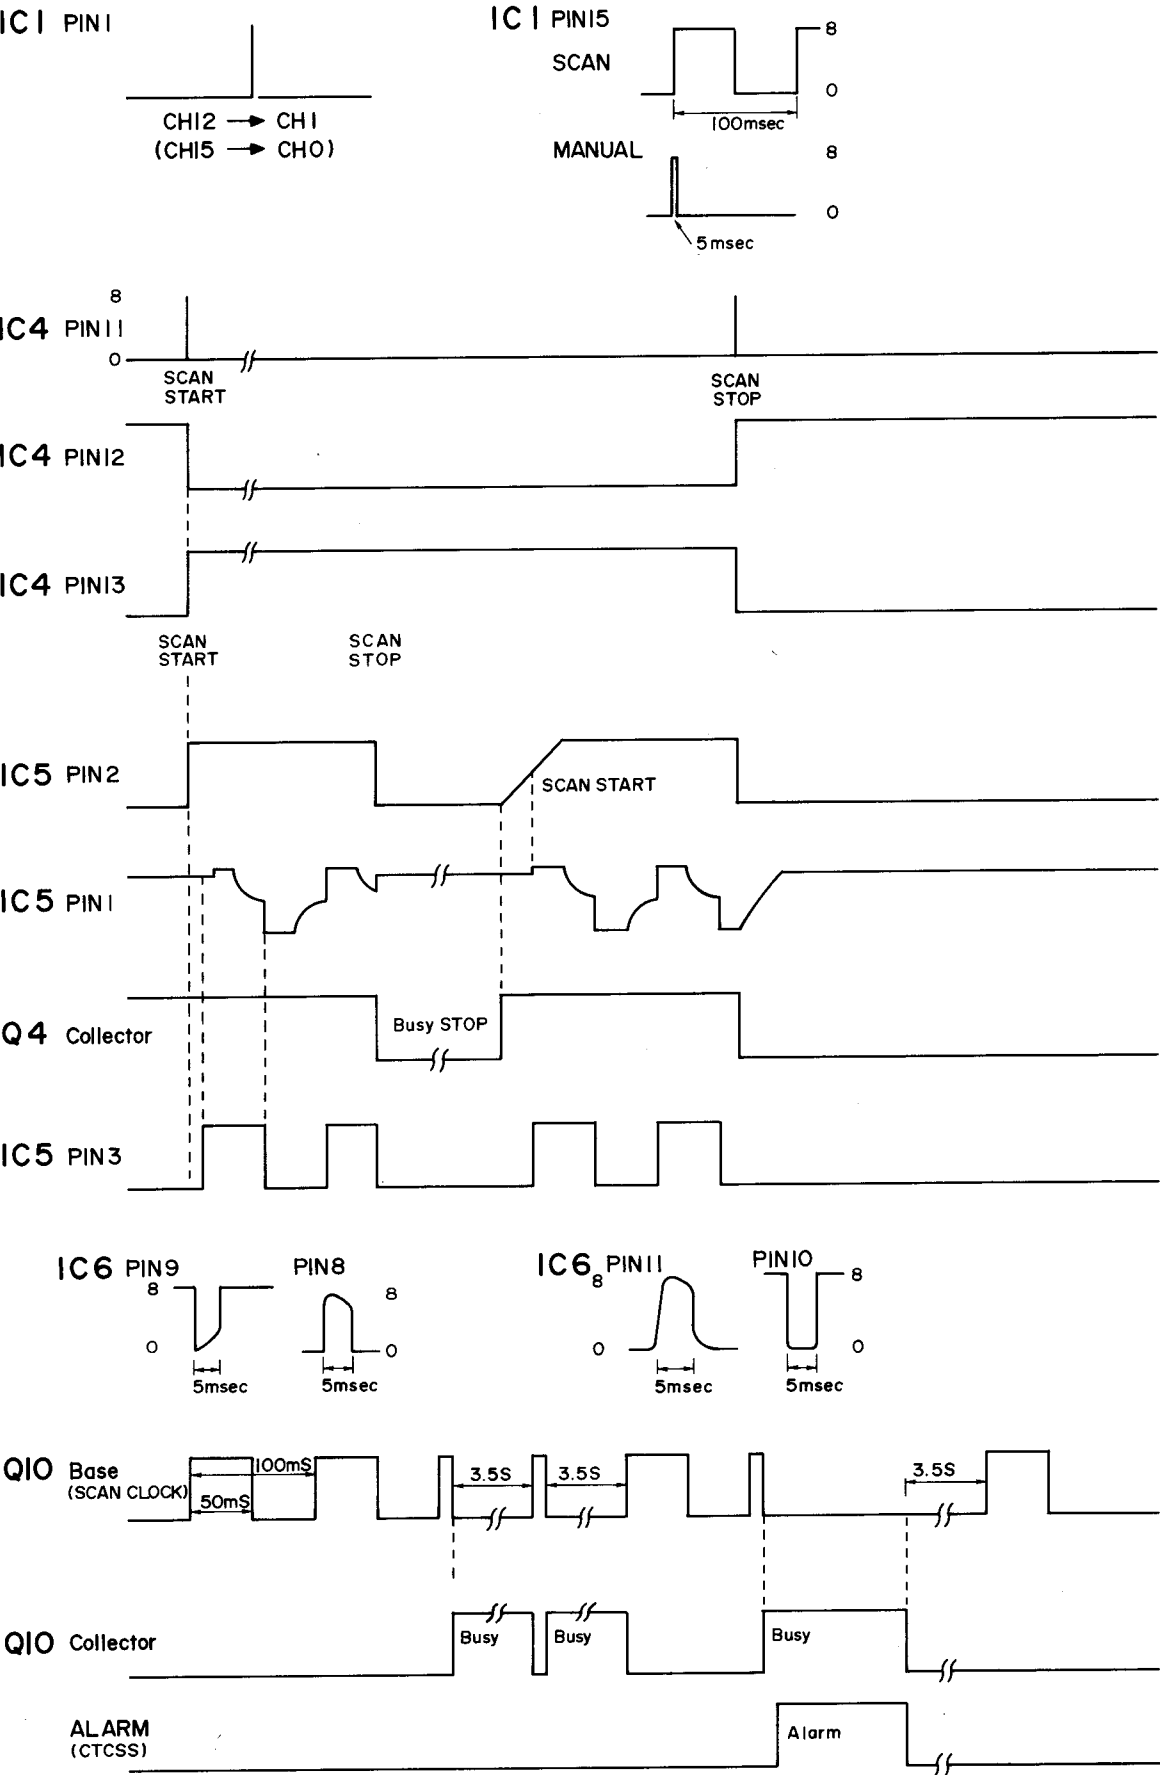 IC1 PIN1
CH12 → CH1
(CH15 → CH0)
IC1 PIN15
SCAN
8
0
100msec
MANUAL
8
0
5msec
8
IC4 PIN11
0
SCAN START
SCAN STOP
IC4 PIN12
IC4 PIN13
SCAN START
SCAN STOP
IC5 PIN2
SCAN START
IC5 PIN1
Q4 Collector
Busy STOP
IC5 PIN3
IC6 PIN9
8
0
5msec
PIN8
8
0
5msec
IC6 PIN11
8
0
5msec
PIN10
8
0
5msec
Q10 Base
(SCAN CLOCK)
100mS
50mS
3.5S
3.5S
3.5S
Q10 Collector
Busy
Busy
Busy
ALARM
(CTCSS)
Alarm